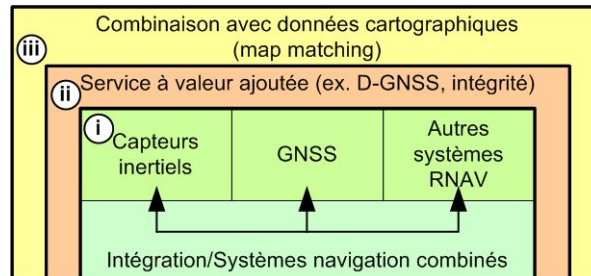 Combinaison avec données cartographiques
(map matching)
iii
Service à valeur ajoutée (ex. D-GNSS, intégrité)
ii
i
Capteurs
inertiels
GNSS
Autres
systèmes
RNAV
Intégration/Systèmes navigation combinés